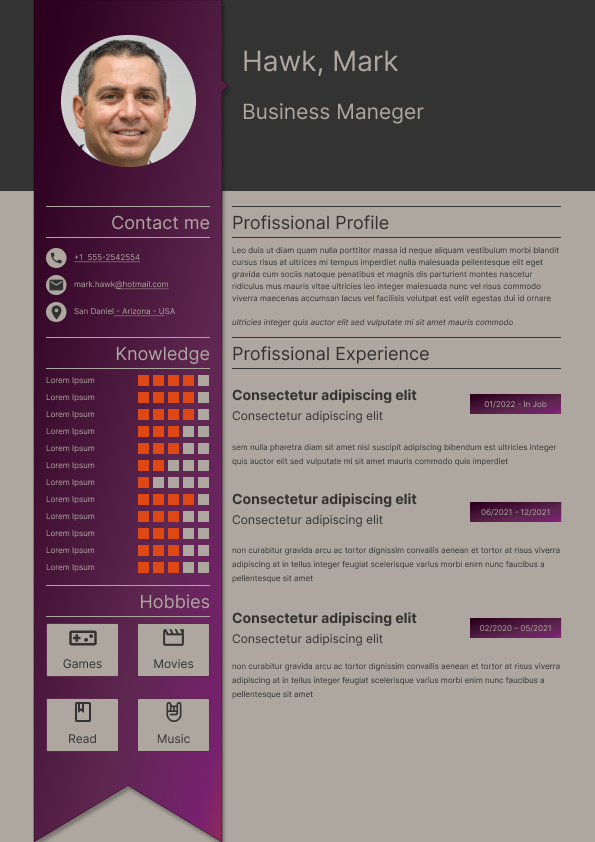 Hawk, Mark
Business Maneger
Contact me
+1  555-2542554
mark.hawk@hotmail.com
San Daniel - Arizona - USA
Knowledge
Lorem Ipsum
Lorem Ipsum
Lorem Ipsum
Lorem Ipsum
Lorem Ipsum
Lorem Ipsum
Lorem Ipsum
Lorem Ipsum
Lorem Ipsum
Lorem Ipsum
Lorem Ipsum
Lorem Ipsum
Hobbies
Games
Movies
Read
Music
Profissional Profile
Leo duis ut diam quam nulla porttitor massa id neque aliquam vestibulum morbi blandit
cursus risus at ultrices mi tempus imperdiet nulla malesuada pellentesque elit eget
gravida cum sociis natoque penatibus et magnis dis parturient montes nascetur
ridiculus mus mauris vitae ultricies leo integer malesuada nunc vel risus commodo
viverra maecenas accumsan lacus vel facilisis volutpat est velit egestas dui id ornare
ultricies integer quis auctor elit sed vulputate mi sit amet mauris commodo
Profissional Experience
Consectetur adipiscing elit
Consectetur adipiscing elit
01/2022 - In Job
sem nulla pharetra diam sit amet nisl suscipit adipiscing bibendum est ultricies integer
quis auctor elit sed vulputate mi sit amet mauris commodo quis imperdiet
Consectetur adipiscing elit
Consectetur adipiscing elit
06/2021 - 12/2021
non curabitur gravida arcu ac tortor dignissim convallis aenean et tortor at risus viverra
adipiscing at in tellus integer feugiat scelerisque varius morbi enim nunc faucibus a
pellentesque sit amet
Consectetur adipiscing elit
Consectetur adipiscing elit
02/2020 – 05/2021
non curabitur gravida arcu ac tortor dignissim convallis aenean et tortor at risus viverra
adipiscing at in tellus integer feugiat scelerisque varius morbi enim nunc faucibus a
pellentesque sit amet